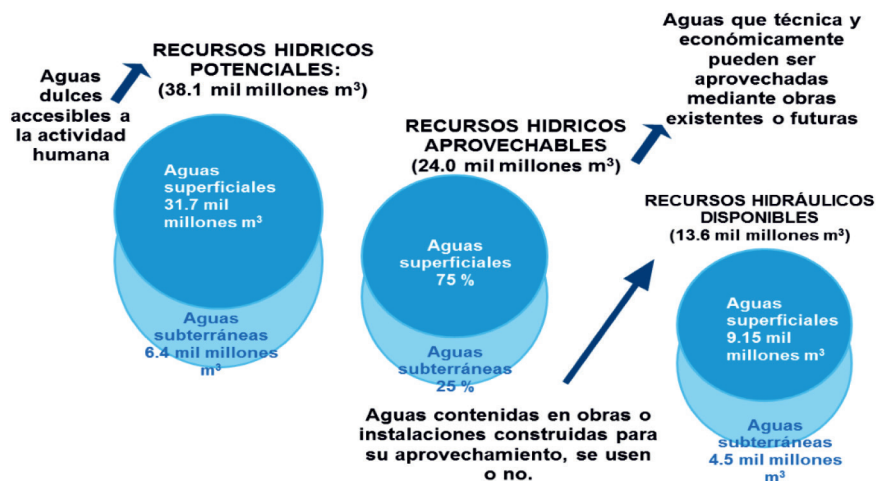 Aguas
dulces
accesibles a
la actividad
humana
RECURSOS HIDRICOS
POTENCIALES:
(38.1 mil millones m³)
Aguas
superficiales
31.7 mil
millones m³
Aguas
subterráneas
6.4 mil millones
m³
RECURSOS HIDRICOS
APROVECHABLES
(24.0 mil millones m³)
Aguas
superficiales
75 %
Aguas
subterráneas
25 %
Aguas que técnica y
económicamente
pueden ser
aprovechadas
mediante obras
existentes o futuras
RECURSOS HIDRÁULICOS
DISPONIBLES
(13.6 mil millones m³)
Aguas
superficiales
9.15 mil
millones m³
Aguas
subterráneas
4.5 mil millones
m³
Aguas contenidas en obras o
instalaciones construidas para
su aprovechamiento, se usen
o no.